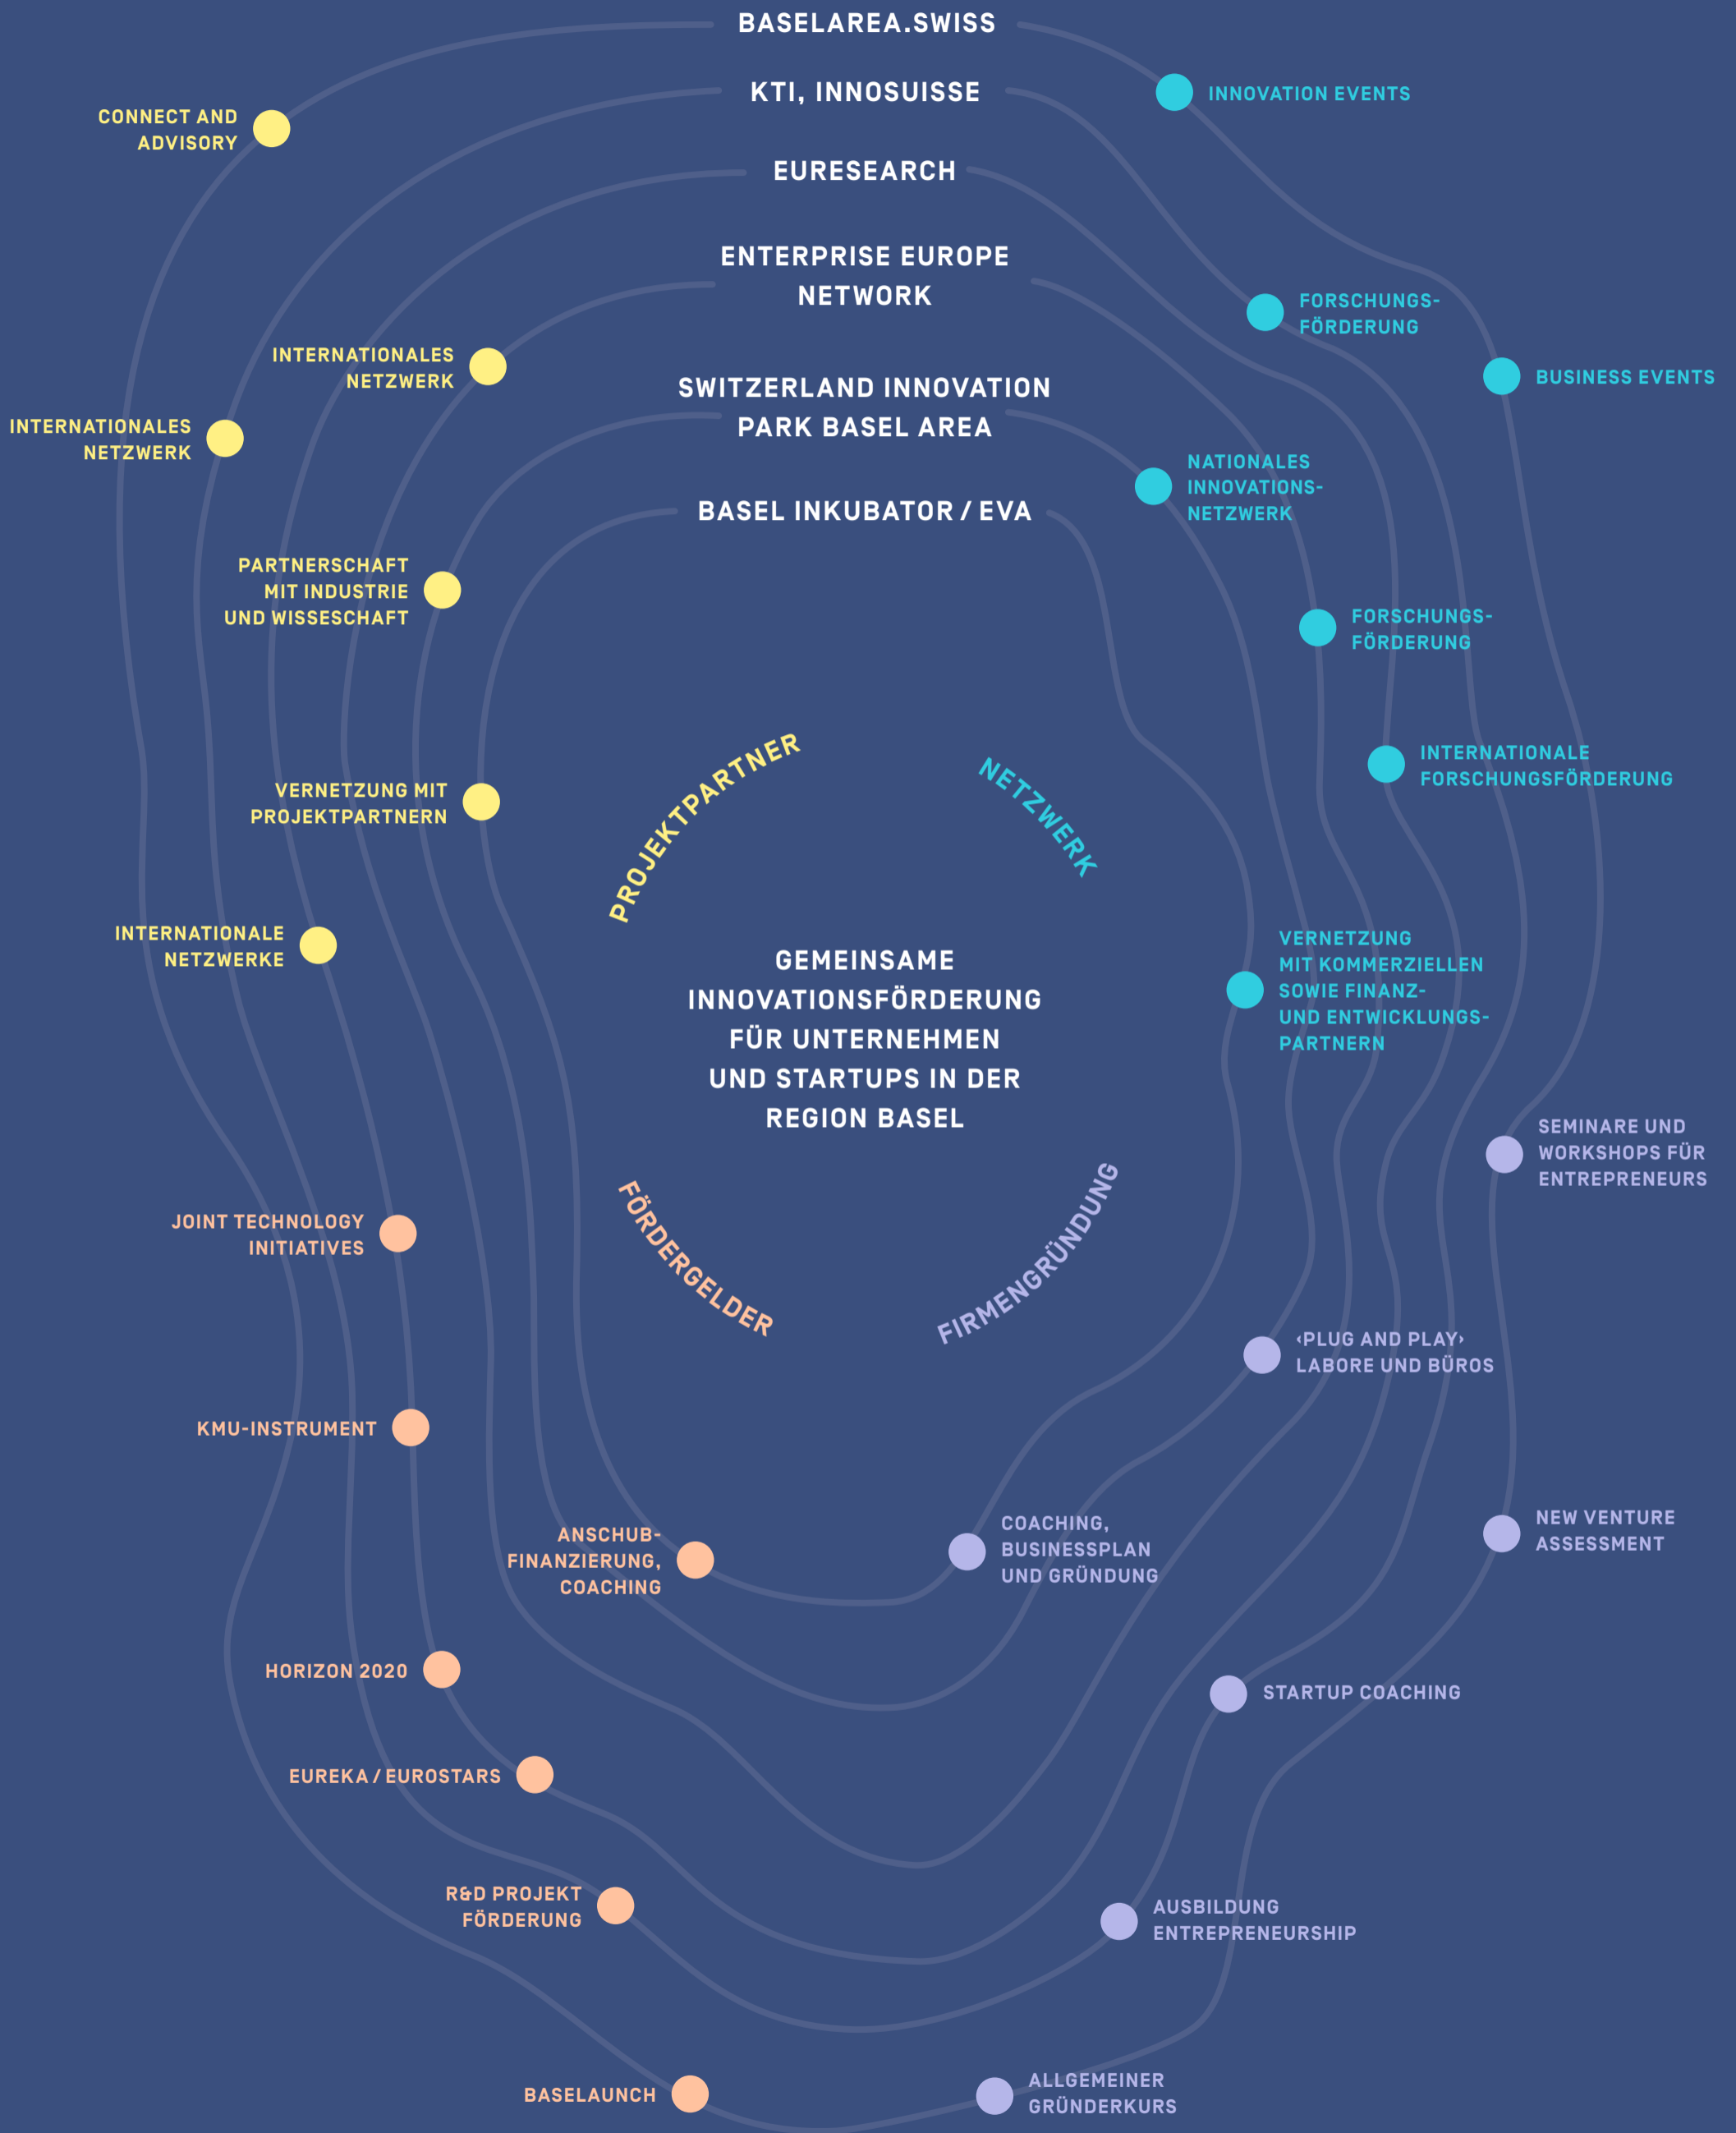 BASELAREA.SWISS
KTI, INNOSUISSE
EURESEARCH
ENTERPRISE EUROPE
NETWORK
SWITZERLAND INNOVATION
PARK BASEL AREA
BASEL INKUBATOR / EVA
CONNECT AND
ADVISORY
INTERNATIONALES
NETZWERK
INTERNATIONALES
NETZWERK
PARTNERSCHAFT
MIT INDUSTRIE
UND WISSESCHAFT
VERNETZUNG MIT
PROJEKTPARTNERN
INTERNATIONALE
NETZWERKE
INNOVATION EVENTS
FORSCHUNGS-
FÖRDERUNG
BUSINESS EVENTS
NATIONALES
INNOVATIONS-
NETZWERK
FORSCHUNGS-
FÖRDERUNG
INTERNATIONALE
FORSCHUNGSFÖRDERUNG
VERNETZUNG
MIT KOMMERZIELLEN
SOWIE FINANZ-
UND ENTWICKLUNGS-
PARTNERN
PROJEKTPARTNER
NETZWERK
GEMEINSAME
INNOVATIONSFÖRDERUNG
FÜR UNTERNEHMEN
UND STARTUPS IN DER
REGION BASEL
FÖRDERGELDER
FIRMENGRÜNDUNG
JOINT TECHNOLOGY
INITIATIVES
KMU-INSTRUMENT
ANSCHUB-
FINANZIERUNG,
COACHING
HORIZON 2020
EUREKA / EUROSTARS
R&D PROJEKT
FÖRDERUNG
BASELAUNCH
SEMINARE UND
WORKSHOPS FÜR
ENTREPRENEURS
‹PLUG AND PLAY›
LABORE UND BÜROS
COACHING,
BUSINESSPLAN
UND GRÜNDUNG
NEW VENTURE
ASSESSMENT
STARTUP COACHING
AUSBILDUNG
ENTREPRENEURSHIP
ALLGEMEINER
GRÜNDERKURS